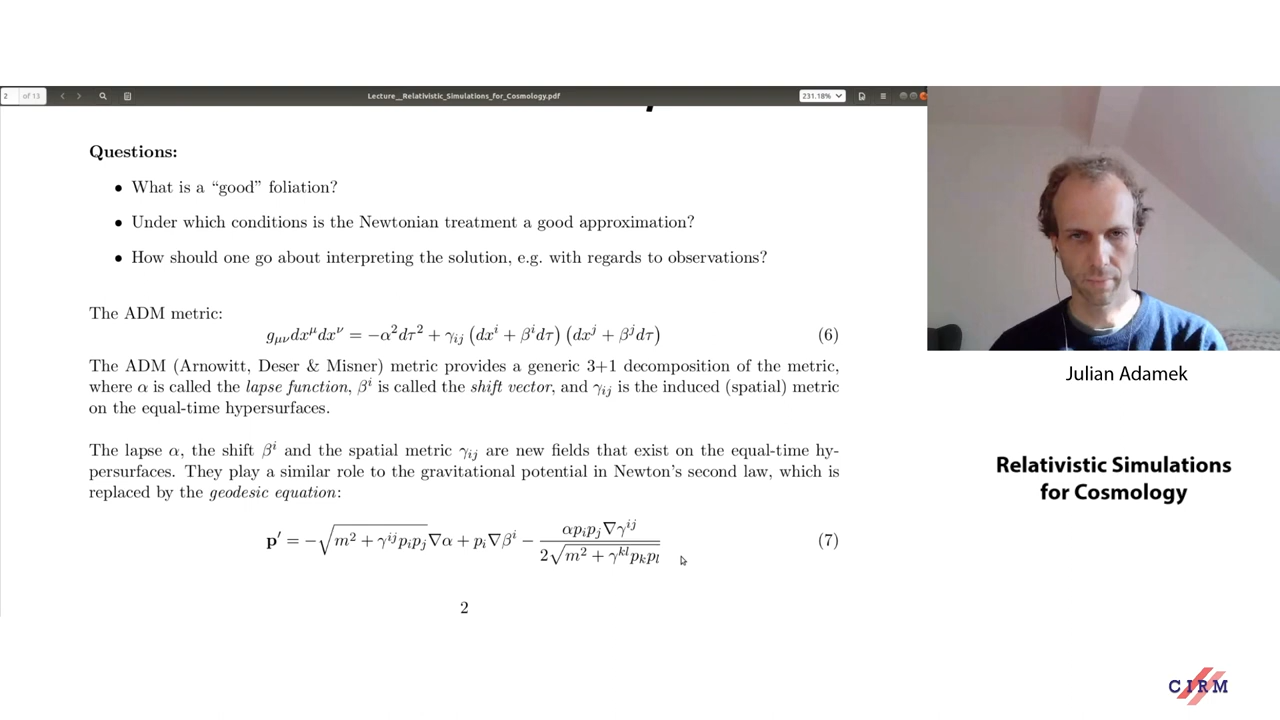 2 of 13 Lecture__Relativistic_Simulations_for_Cosmology.pdf 231.18%
Questions:
• What is a “good” foliation?
• Under which conditions is the Newtonian treatment a good approximation?
• How should one go about interpreting the solution, e.g. with regards to observations?
The ADM metric:
g_{μν}dx^μdx^ν = −α²dτ² + γ_{ij} (dx^i + β^i dτ) (dx^j + β^j dτ) (6)
The ADM (Arnowitt, Deser & Misner) metric provides a generic 3+1 decomposition of the metric,
where α is called the lapse function, β^i is called the shift vector, and γ_{ij} is the induced (spatial) metric
on the equal-time hypersurfaces.
The lapse α, the shift β^i and the spatial metric γ_{ij} are new fields that exist on the equal-time hy-
persurfaces. They play a similar role to the gravitational potential in Newton’s second law, which is
replaced by the geodesic equation:
p′ = −√(m² + γ^{ij}p_ip_j)∇α + p_i∇β^i − αp_ip_j∇γ^{ij} / 2√(m² + γ^{kl}p_kp_l) (7)
2
Julian Adamek
Relativistic Simulations
for Cosmology
CIRM